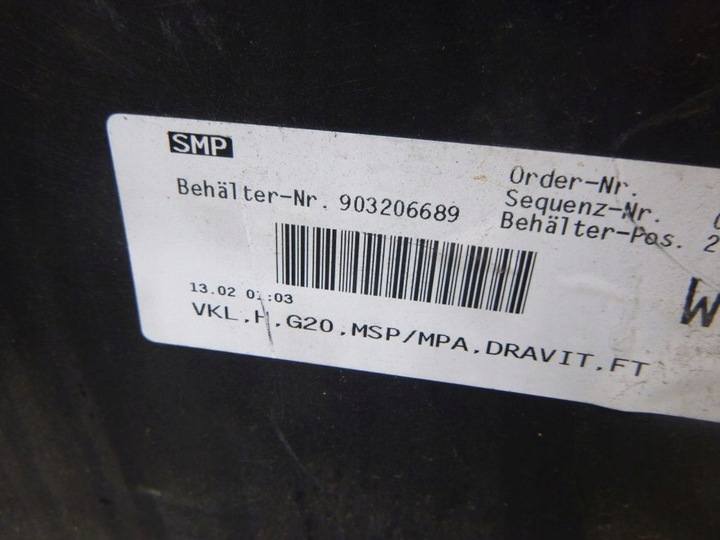 SMP
Behälter-Nr. 903206689
Order-Nr.
Sequenz-Nr.
Behälter-Pos. 2
13.02 :03
VKL.H.G20.MSP/MPA.DRAVIT.FT